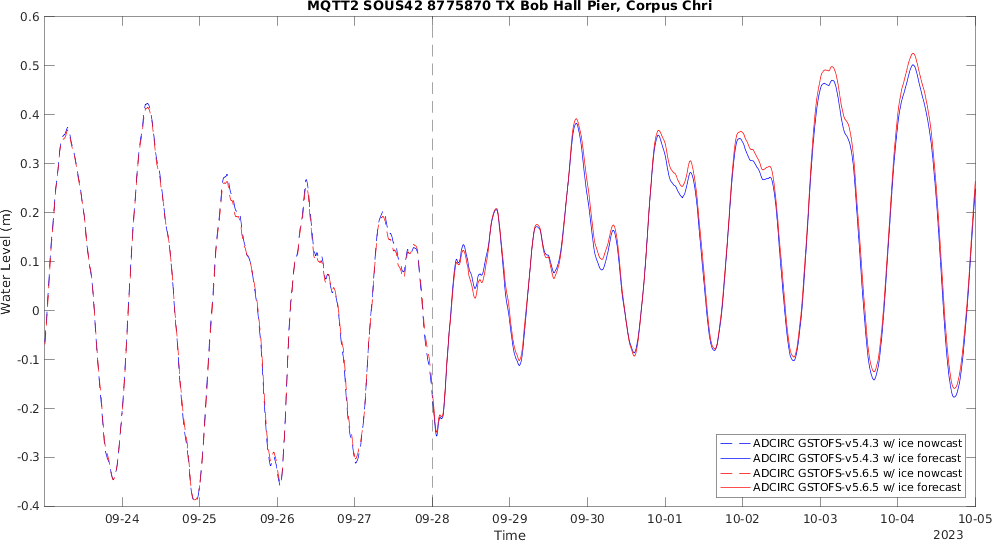 MQTT2 SOUS42 8775870 TX Bob Hall Pier, Corpus Chri
0.6
0.5
0.4
0.3
0.2
0.1
0
-0.1
-0.2
-0.3
-0.4
Water Level (m)
09-24 09-25 09-26 09-27 09-28 09-29 09-30 10-01 10-02 10-03 10-04 10-05
Time
2023
ADCIRC GSTOFS-v5.4.3 w/ ice nowcast
ADCIRC GSTOFS-v5.4.3 w/ ice forecast
ADCIRC GSTOFS-v5.6.5 w/ ice nowcast
ADCIRC GSTOFS-v5.6.5 w/ ice forecast